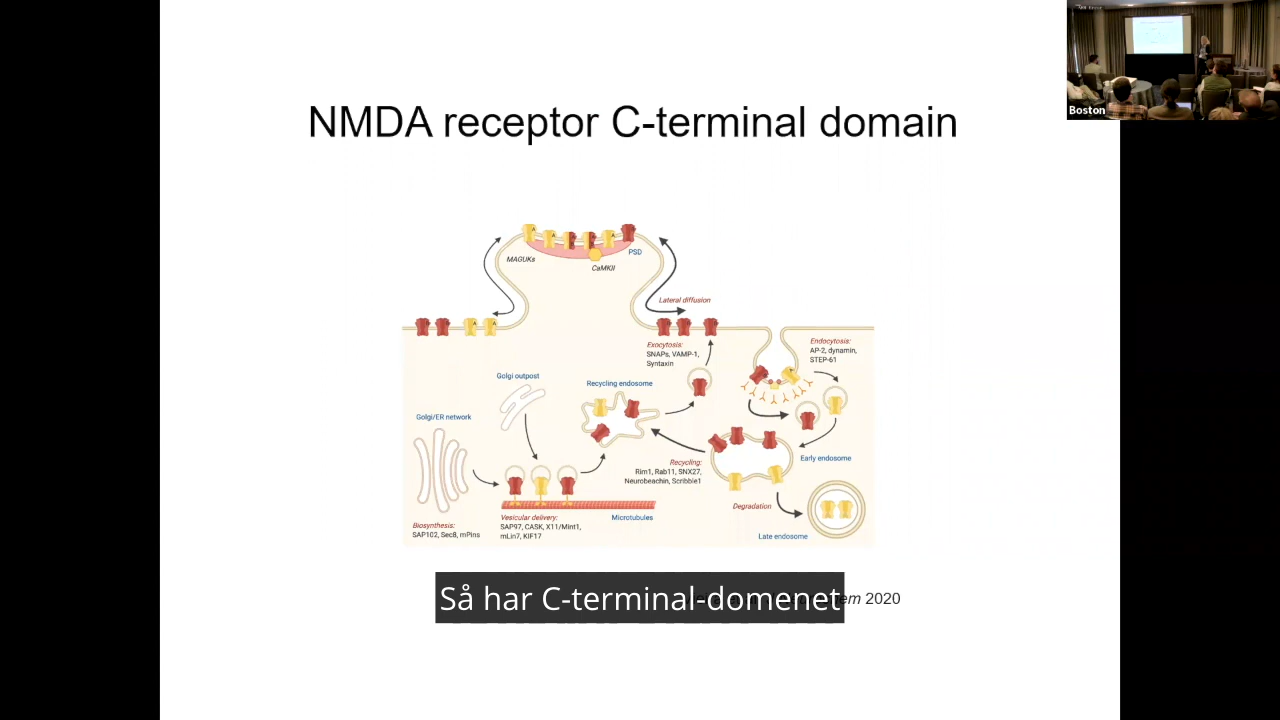 Boston
NMDA receptor C-terminal domain
MAGUKs
PSD
CaMKII
Lateral diffusion
Exocytosis:
SNAPs, VAMP-1,
Syntaxin
Endocytosis:
AP-2, dynamin,
STEP-61
Golgi outpost
Recycling endosome
Golgi/ER network
Early endosome
Recycling:
Rim1, Rab11, SNX27,
Neurobeachin, Scribble1
Degradation
Biosynthesis:
SAP102, Sec8, mPins
Vesicular delivery:
SAP97, CASK, X11/Mint1,
mLin7, KIF17
Microtubules
Late endosome
Så har C-terminal-domenet
2020